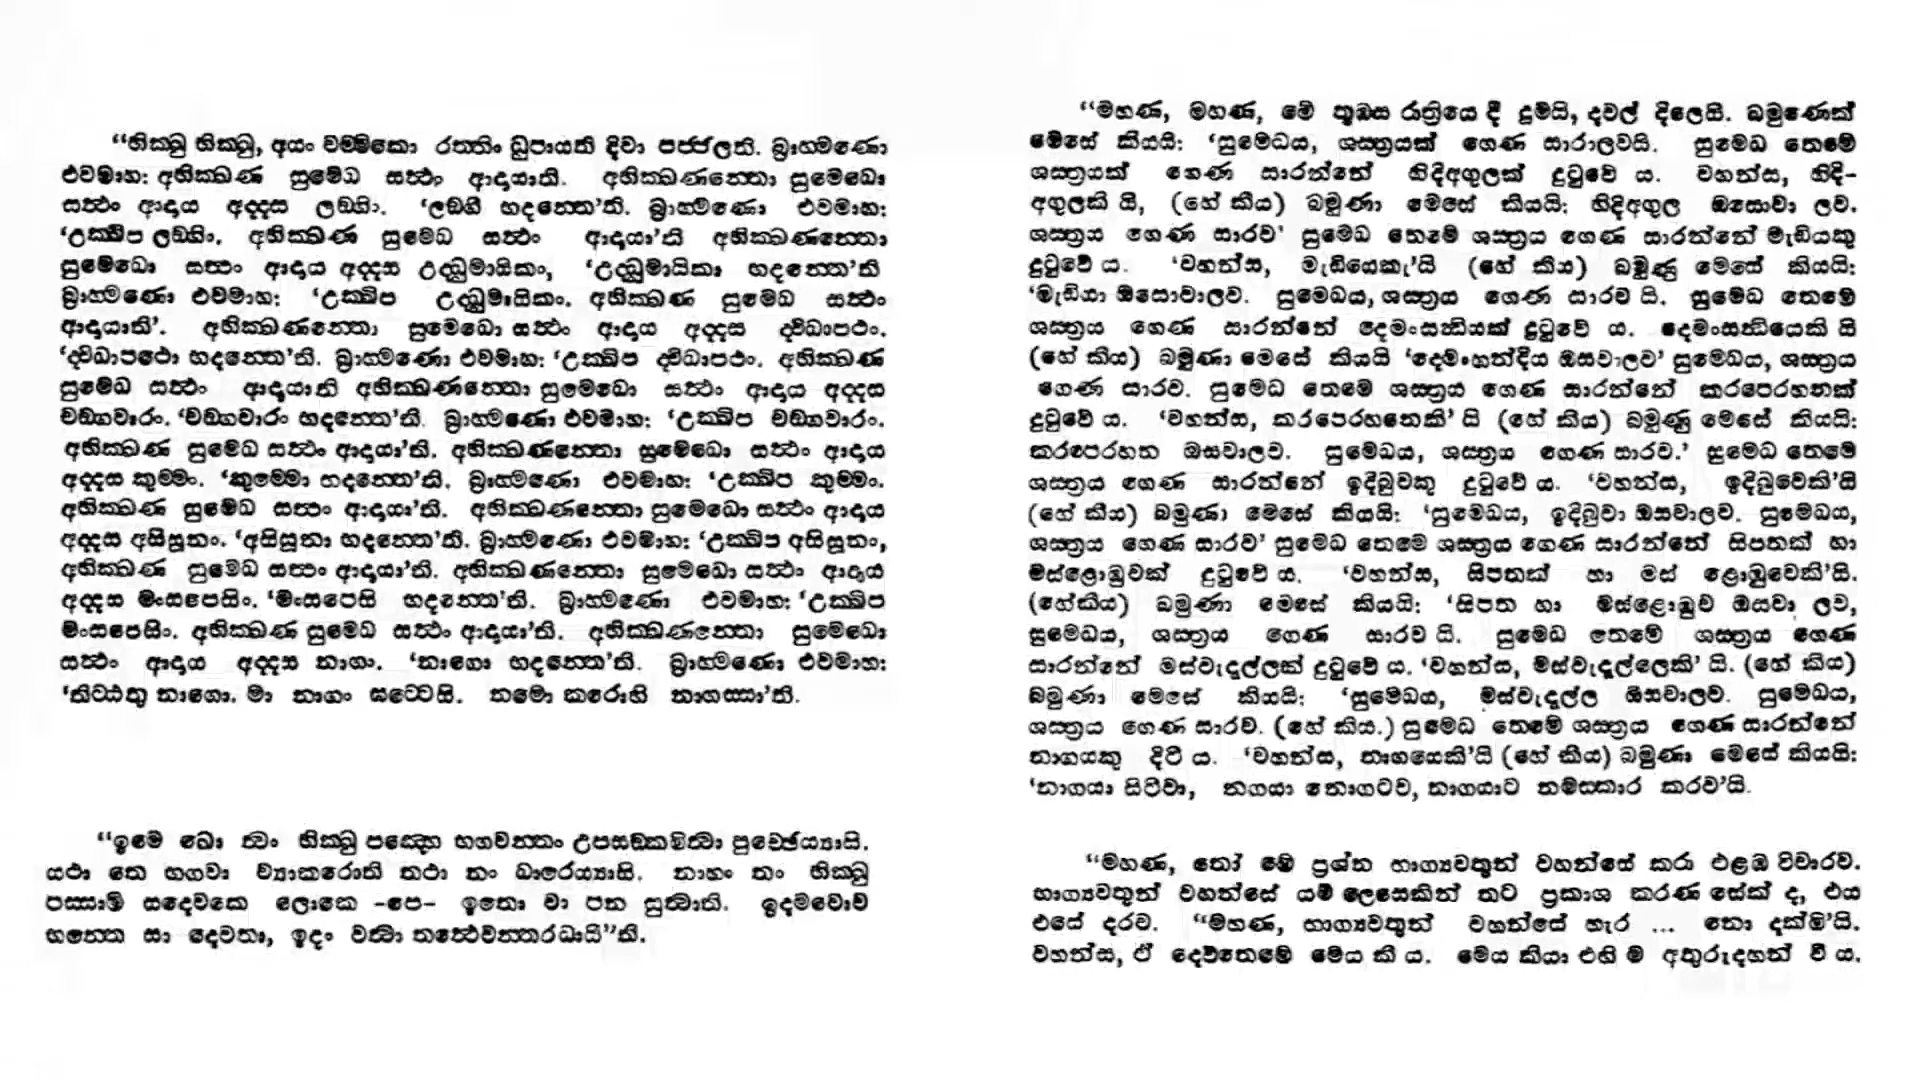 “භික්ඛු භික්ඛු, අයං වම්මිකො රත්තිං ධූපායති දිවා පජ්ජලති. බ්‍රාහ්මණො
එවමාහ: අභික්ඛණ සුමේධ සත්ථං ආදායාති. අභික්ඛණන්තො සුමෙධො
සත්ථං ආදාය අද්දස ලඞ්ගිං. ‘ලඞ්ගී භදන්තෙ’ති. බ්‍රාහ්මණො එවමාහ:
‘උක්ඛිප ලඞ්ගිං. අභික්ඛණ සුමෙධ සත්ථං ආදායා’ති අභික්ඛණන්තො
සුමෙධො සත්ථං ආදාය අද්දස උද්ධුමායිකං, ‘උද්ධුමායිකා භදන්තෙ’ති
බ්‍රාහ්මණො එවමාහ: ‘උක්ඛිප උද්ධුමායිකං. අභික්ඛණ සුමෙධ සත්ථං
ආදායාති’. අභික්ඛණන්තො සුමෙධො සත්ථං ආදාය අද්දස ද්විධාපථං.
‘ද්විධාපථො භදන්තෙ’ති. බ්‍රාහ්මණො එවමාහ: ‘උක්ඛිප ද්විධාපථං. අභික්ඛණ
සුමේධ සත්ථං ආදායාති අභික්ඛණන්තො සුමෙධො සත්ථං ආදාය අද්දස
චඞ්ගවාරං. ‘චඞ්ගවාරං භදන්තෙ’ති. බ්‍රාහ්මණො එවමාහ: ‘උක්ඛිප චඞ්ගවාරං.
අභික්ඛණ සුමෙධ සත්ථං ආදායා’ති. අභික්ඛණන්තො සුමෙධො සත්ථං ආදාය
අද්දස කුම්මං. ‘කුම්මො භදන්තෙ’ති. බ්‍රාහ්මණො එවමාහ: ‘උක්ඛිප කුම්මං.
අභික්ඛණ සුමේධ සත්ථං ආදායා’ති. අභික්ඛණන්තො සුමෙධො සත්ථං ආදාය
අද්දස අසිසූනං. ‘අසිසූනා භදන්තෙ’ති. බ්‍රාහ්මණො එවමාහ: ‘උක්ඛිප අසිසූනං,
අභික්ඛණ සුමෙධ සත්ථං ආදායා’ති. අභික්ඛණන්තො සුමෙධො සත්ථං ආදාය
අද්දස මංසපෙසිං. ‘මංසපෙසි භදන්තෙ’ති. බ්‍රාහ්මණො එවමාහ: ‘උක්ඛිප
මංසපෙසිං. අභික්ඛණ සුමෙධ සත්ථං ආදායා’ති. අභික්ඛණන්තො සුමෙධො
සත්ථං ආදාය අද්දස නාගං. ‘නාගො භදන්තෙ’ති. බ්‍රාහ්මණො එවමාහ:
‘තිට්ඨතු නාගො. මා නාගං ඝට්ටෙසි. නමො කරොහි නාගස්සා’ති.
“ඉමෙ ඛො ත්වං භික්ඛු පඤ්හෙ භගවන්තං උපසඞ්කමිත්වා පුච්ඡෙය්‍යාසි.
යථා තෙ භගවා ව්‍යාකරොති තථා නං ධාරෙය්‍යාසි. නාහං තං භික්ඛු
පස්සාමි සදෙවකෙ ලොකෙ -පෙ- ඉතො වා පන සුත්වාති. ඉදමවොච
භන්තෙ සා දෙවතා, ඉදං වත්වා තත්ථෙවන්තරධායි”ති.
“මහණ, මහණ, මේ තුඹස රාත්‍රියෙ දී දුමයි, දවල් දිලෙයි. බමුණෙක්
මෙසේ කියයි: ‘සුමෙධය, ශස්ත්‍රයක් ගෙණ සාරාලවයි. සුමෙධ තෙමේ
ශස්ත්‍රයක් ගෙණ සාරන්නේ හිදිඅගුලක් දුටුවේ ය. වහන්ස, හිදි-
අගුලකි යි, (හේ කීය) බමුණා මෙසේ කියයි: හිදිඅගුල ඔසොවා ලව.
ශස්ත්‍රය ගෙණ සාරව’ සුමෙධ තෙමේ ශස්ත්‍රය ගෙණ සාරන්නේ මැඩියකු
දුටුවේ ය. ‘වහන්ස, මැඩියෙකැ’යි (හේ කීය) බමුණු මෙසේ කියයි:
‘මැඩියා ඔසොවාලව. සුමෙධය, ශස්ත්‍රය ගෙණ සාරව යි. සුමෙධ තෙමේ
ශස්ත්‍රය ගෙණ සාරන්නේ දෙමංසන්ධියක් දුටුවේ ය. දෙමංසන්ධියෙකි යි
(හේ කීය) බමුණා මෙසේ කියයි ‘දෙමංහන්දිය ඔසවාලව’ සුමෙධය, ශස්ත්‍රය
ගෙණ සාරව. සුමෙධ තෙමේ ශස්ත්‍රය ගෙණ සාරන්නේ කරපෙරහනක්
දුටුවේ ය. ‘වහන්ස, කරපෙරහනෙකි’ යි (හේ කීය) බමුණු මෙසේ කියයි:
කරපෙරහන ඔසවාලව. සුමෙධය, ශස්ත්‍රය ගෙණ සාරව.’ සුමෙධ තෙමේ
ශස්ත්‍රය ගෙණ සාරන්නේ ඉදිබුවකු දුටුවේ ය. ‘වහන්ස, ඉදිබුවෙකි’යි
(හේ කීය) බමුණා මෙසේ කියයි: ‘සුමෙධය, ඉදිබුවා ඔසවාලව. සුමෙධය,
ශස්ත්‍රය ගෙණ සාරව’ සුමෙධ තෙමේ ශස්ත්‍රය ගෙණ සාරන්නේ සිපතක් හා
මස්ළොඹුවක් දුටුවේ ය. ‘වහන්ස, සිපතක් හා මස් ළොඹුවෙකි’යි.
(හේකීය) බමුණා මෙසේ කියයි: ‘සිපත හා මස්ළොඹුව ඔයවා ලව,
සුමෙධය, ශස්ත්‍රය ගෙණ සාරව යි. සුමෙධ තෙමේ ශස්ත්‍රය ගෙණ
සාරන්නේ මස්වැදූල්ලක් දුටුවේ ය. ‘වහන්ස, මස්වැදූල්ලෙකි’ යි. (හේ කීය)
බමුණා මෙසේ කියයි: ‘සුමෙධය, මස්වැදූල්ල ඔසවාලව. සුමෙධය,
ශස්ත්‍රය ගෙණ සාරව. (හේ කීය.) සුමෙධ තෙමේ ශස්ත්‍රය ගෙණ සාරන්නේ
නාගයකු දිටී ය. ‘වහන්ස, නාගයෙකි’යි (හේ කීය) බමුණා මෙසේ කියයි:
‘නාගයා සිටීවා, නගයා නොගටව, නාගයාට නමස්කාර කරව’යි.
“මහණ, තෝ මේ ප්‍රශ්න භාග්‍යවතුන් වහන්සේ කරා එළඹ විචාරව.
භාග්‍යවතුන් වහන්සේ යම් ලෙසෙකින් තට ප්‍රකාශ කරණ සේක් ද, එය
එසේ දරව. “මහණ, භාග්‍යවතුන් වහන්සේ හැර ... නො දක්මි’යි.
වහන්ස, ඒ දෙව්තෙමේ මෙය කී ය. මෙය කියා එහි ම අතුරුදහන් වී ය.